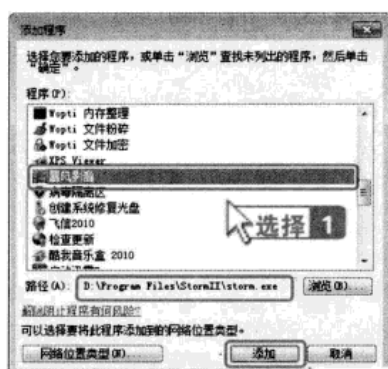 添加程序
选择您要添加的程序，或单击“浏览”查找未列出的程序，然后单击
“确定”。
程序(P):
Wopti 内存整理
Wopti 文件粉碎
Wopti 文件加密
XPS Viewer
暴风影音
病毒隔离区
创建系统修复光盘
飞信2010
检查更新
酷我音乐盒 2010
选择 1
路径(A): D:\Program Files\StormII\storm.exe 浏览(B)...
解除阻止程序有何风险?
可以选择要将此程序添加到的网络位置类型。
网络位置类型(N)... 添加 取消